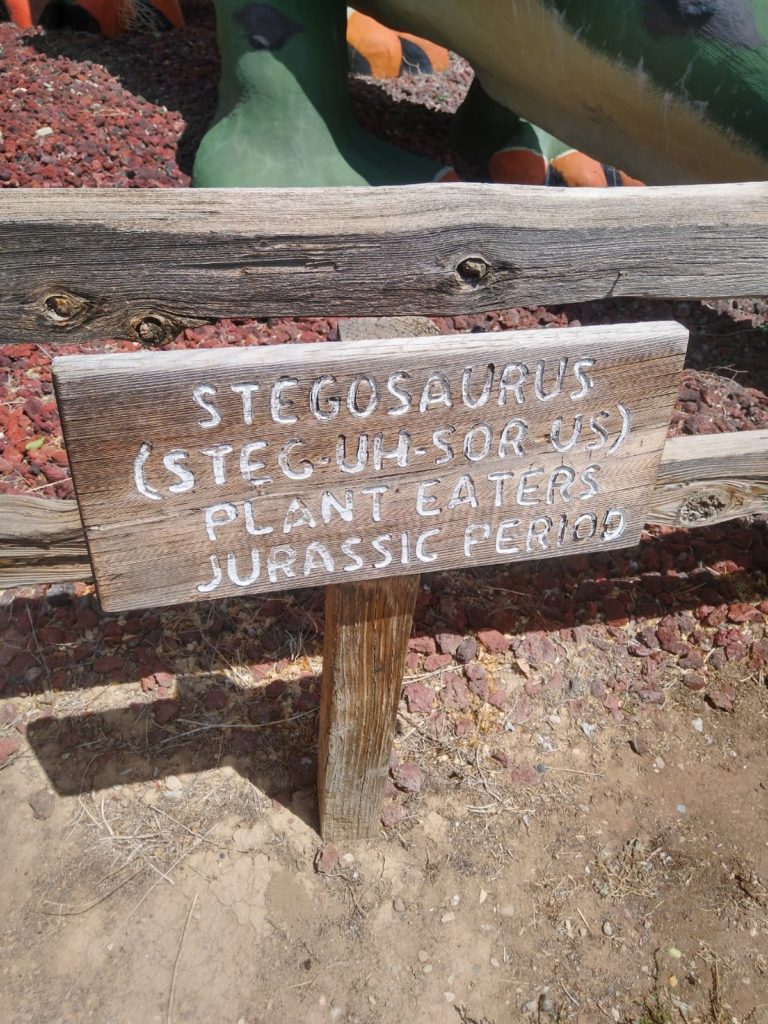 STEGOSAURUS
(STEG-UH-SOR-US)
PLANT EATERS
JURASSIC PERIOD